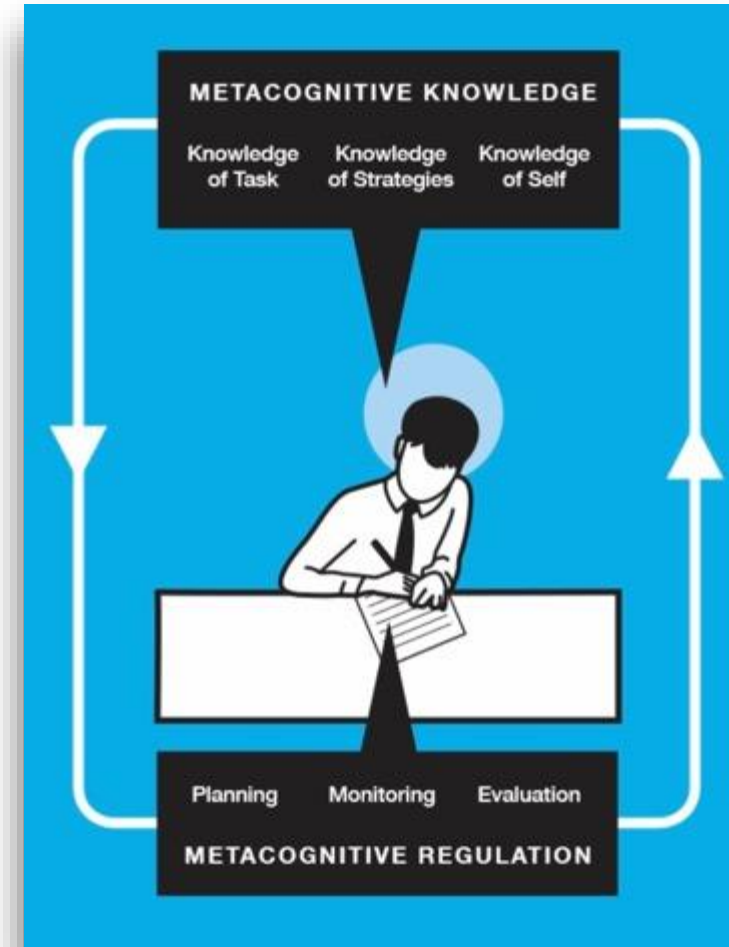 METACOGNITIVE KNOWLEDGE
Knowledge of Task
Knowledge of Strategies
Knowledge of Self
Planning Monitoring Evaluation
METACOGNITIVE REGULATION